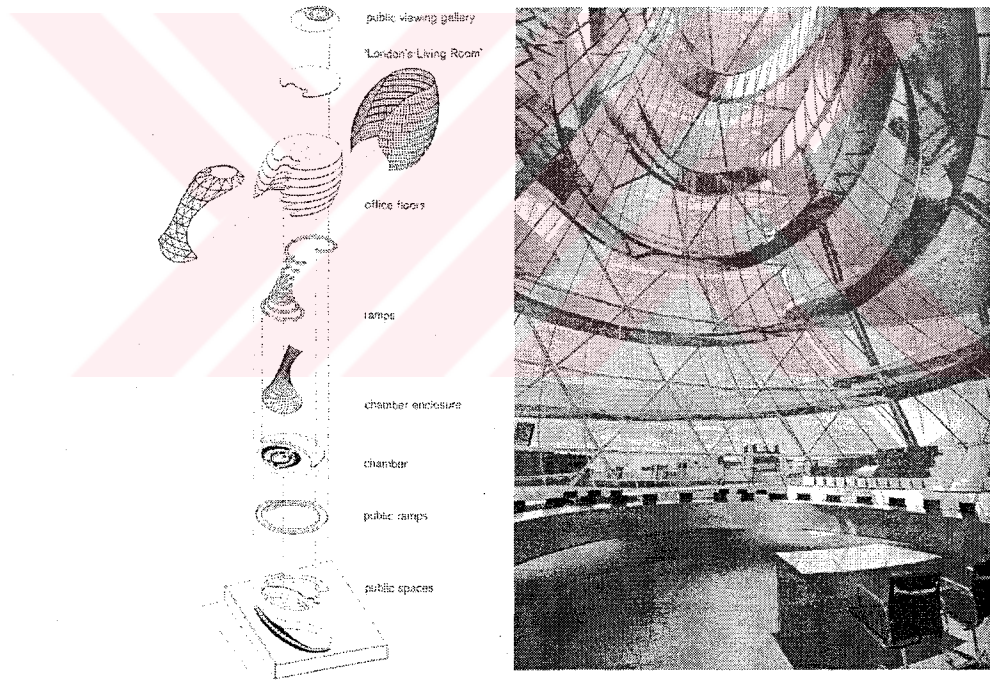 public viewing gallery
'London's Living Room'
office floors
ramps
chamber enclosure
chamber
public ramps
public spaces